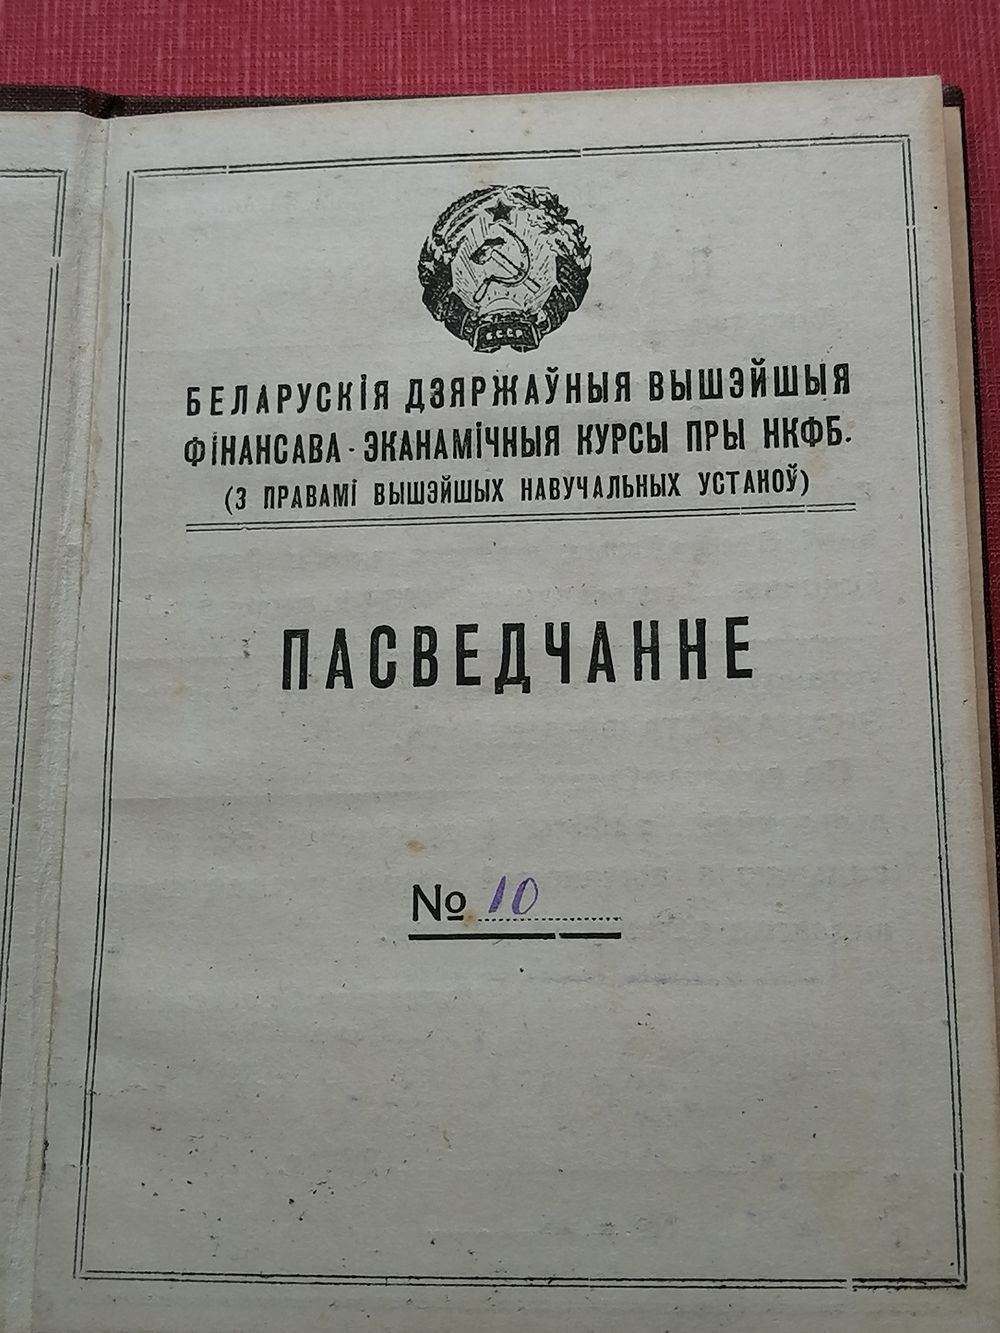 Б.С.С.Р.
БЕЛАРУСКІЯ ДЗЯРЖАЎНЫЯ ВЫШЭЙШЫЯ
ФІНАНСАВА-ЭКАНАМІЧНЫЯ КУРСЫ ПРЫ НКФБ.
(З ПРАВАМІ ВЫШЭЙШЫХ НАВУЧАЛЬНЫХ УСТАНОЎ)
ПАСВЕДЧАННЕ
№ 10